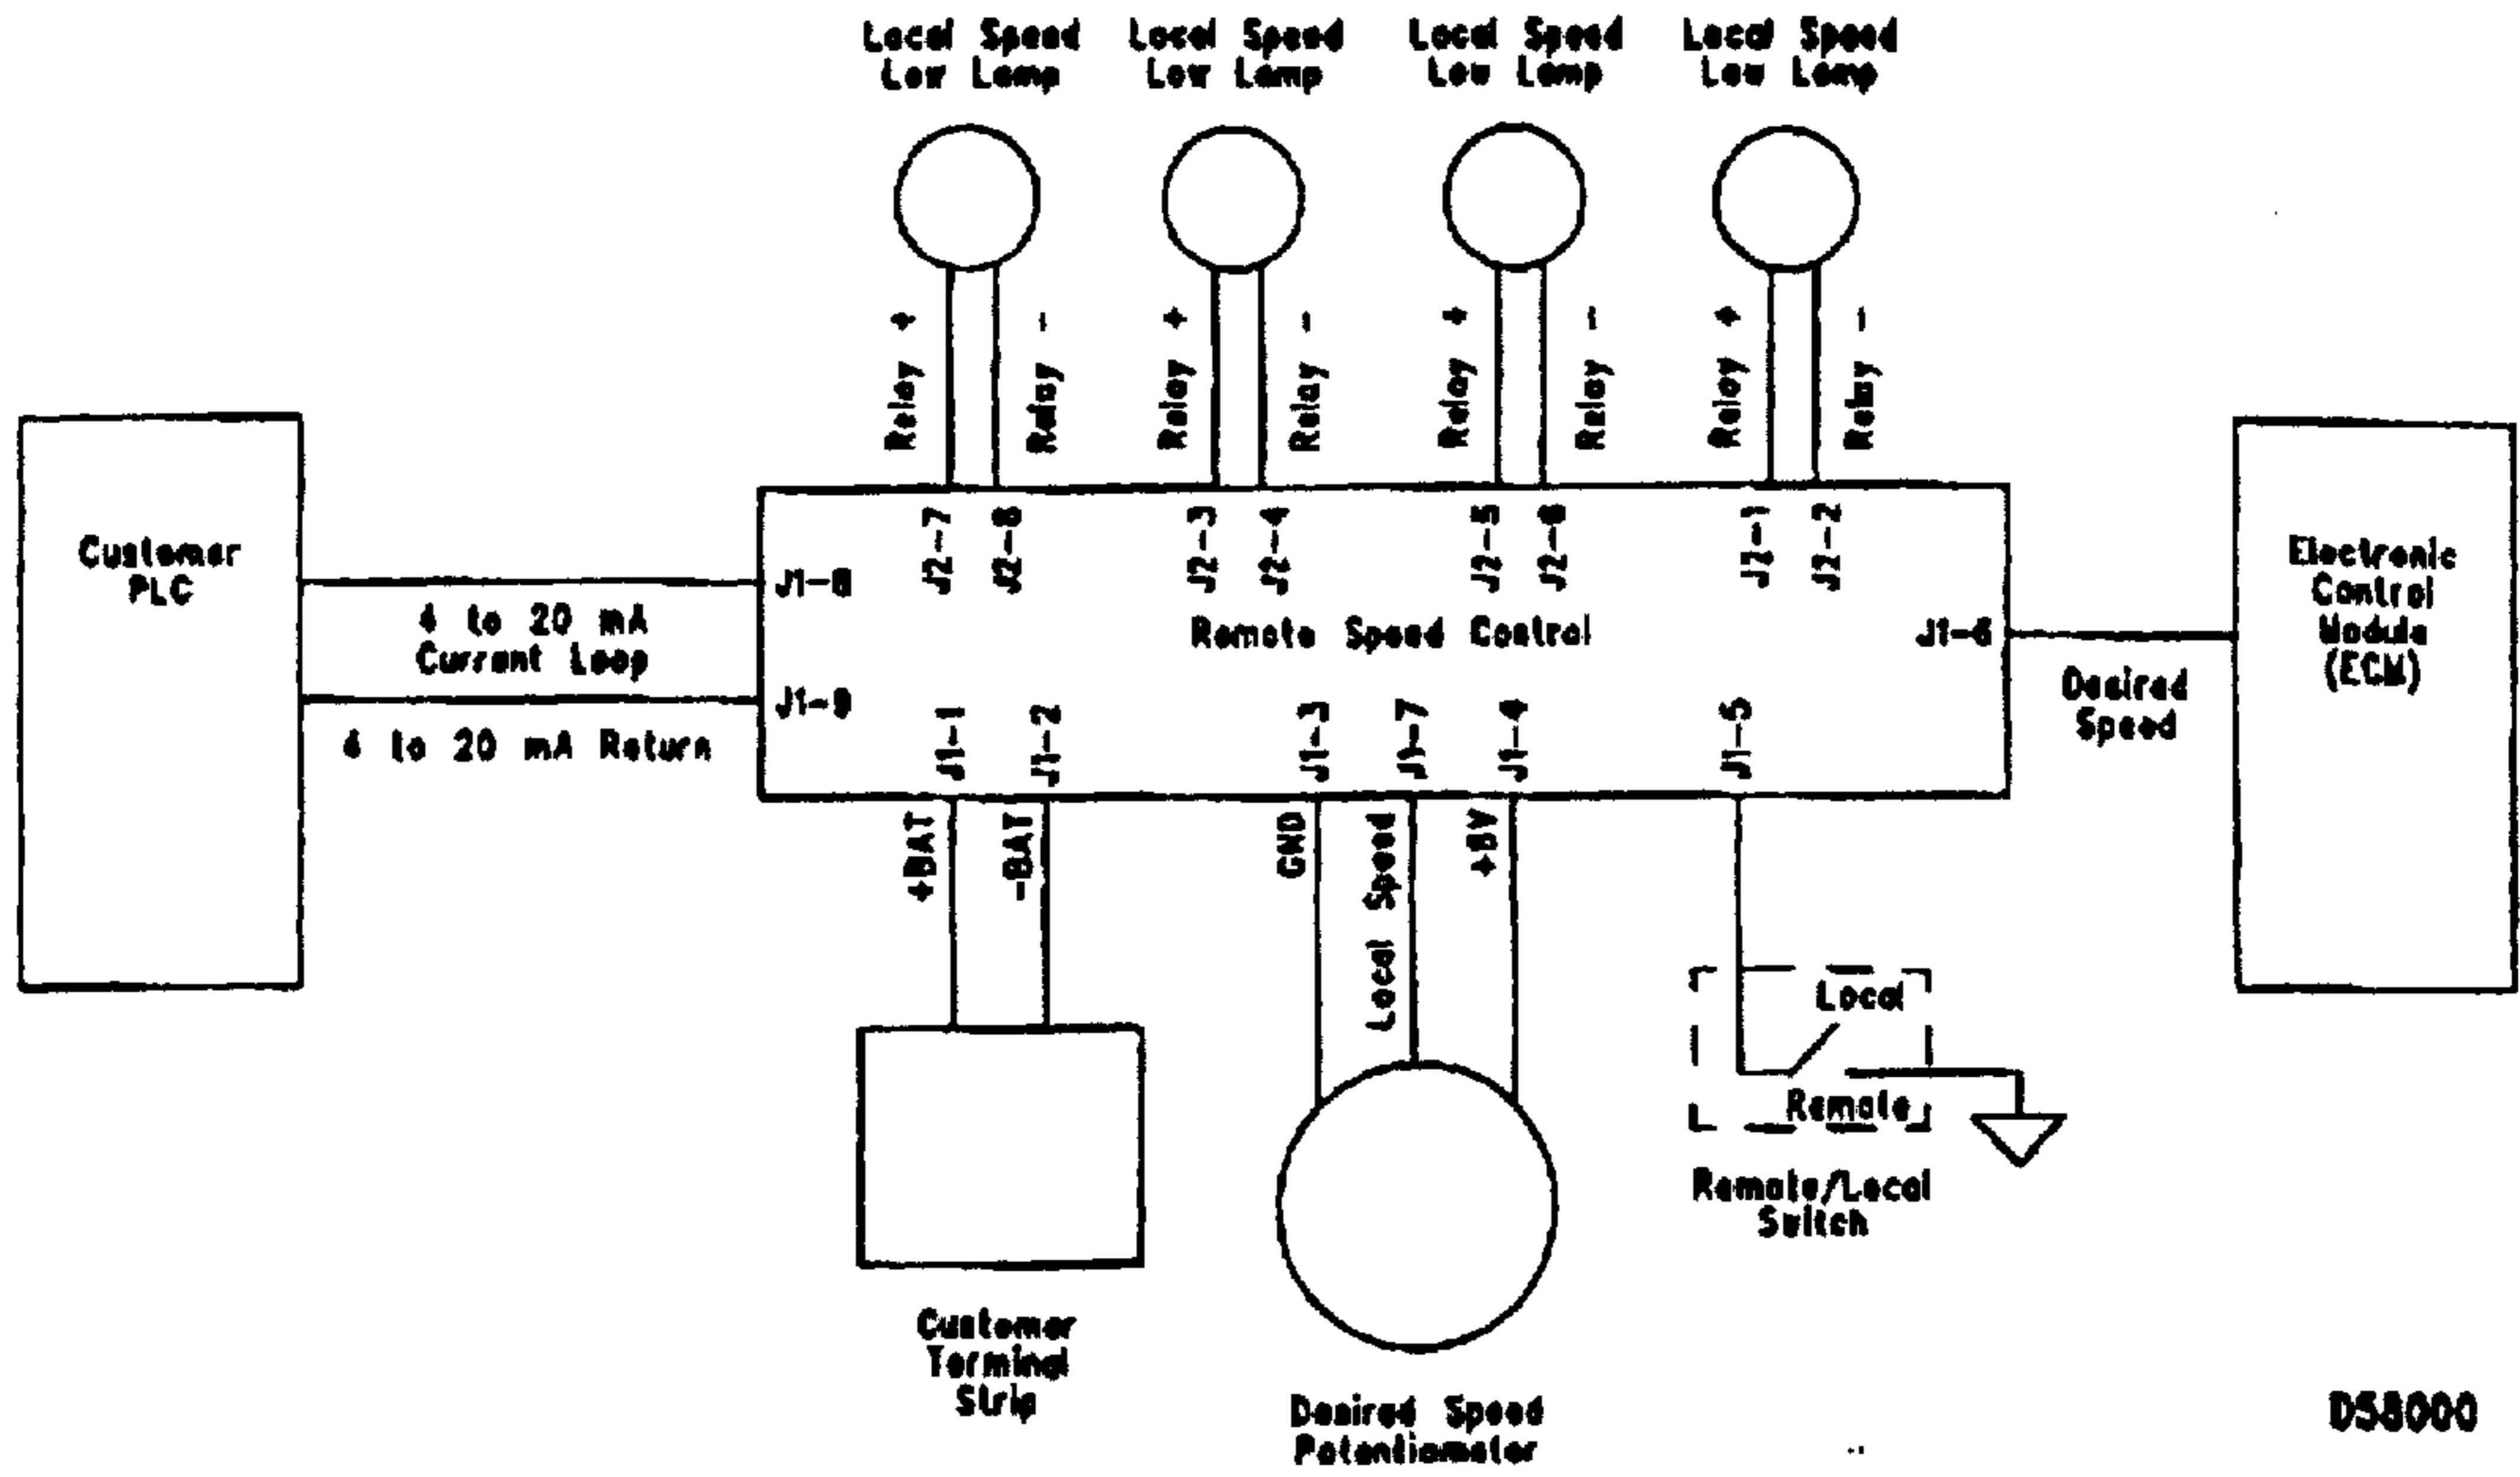 Local Speed
Low Lamp
Local Speed
Low Lamp
Local Speed
Low Lamp
Local Speed
Low Lamp
Relay +
Relay -
Relay +
Relay -
Relay +
Relay -
Relay +
Relay -
Customer
PLC
4 to 20 mA
Current Loop
4 to 20 mA Return
J2-7
J2-8
J2-3
J2-4
J2-5
J2-6
J2-1
J2-2
J1-8
J1-9
Remote Speed Control
J1-6
J1-1
J1-2
J1-3
J1-7
J1-4
J1-5
Desired
Speed
Electronic
Control
Module
(ECM)
+BAT
-BAT
GND
Local Speed
+8V
Local
Remote
Remote/Local
Switch
Customer
Terminal
Strip
Desired Speed
Potentiometer
D58000